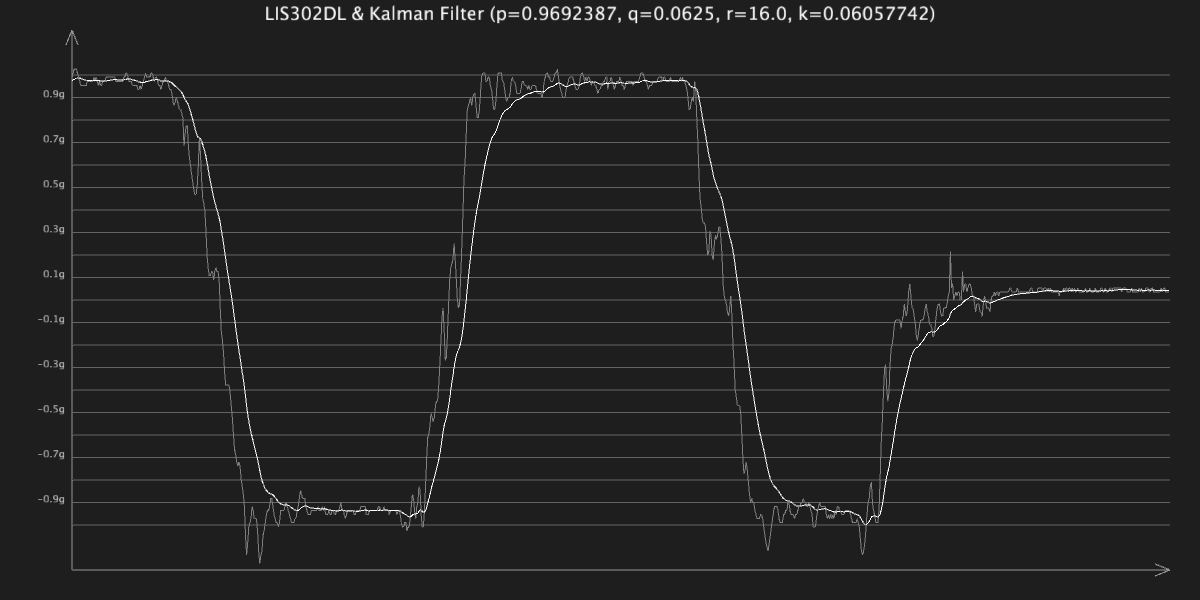 LIS302DL & Kalman Filter (p=0.9692387, q=0.0625, r=16.0, k=0.06057742)
0.9g
0.7g
0.5g
0.3g
0.1g
−0.1g
−0.3g
−0.5g
−0.7g
−0.9g